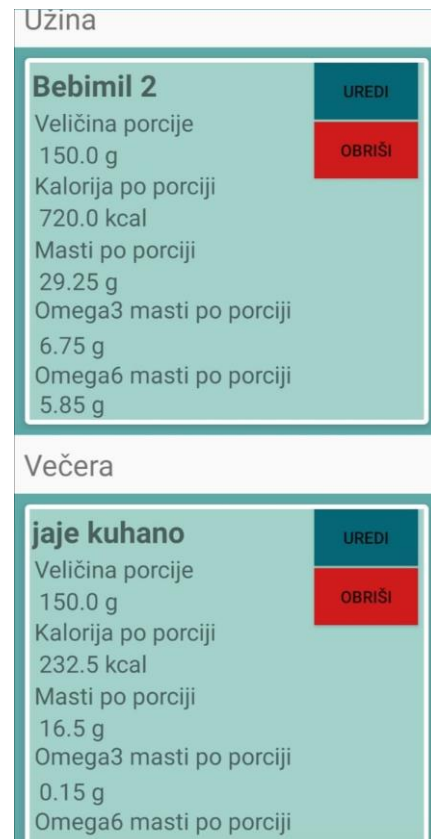 Užina
Bebimil 2
UREDI
Veličina porcije
150.0 g
OBRIŠI
Kalorija po porciji
720.0 kcal
Masti po porciji
29.25 g
Omega3 masti po porciji
6.75 g
Omega6 masti po porciji
5.85 g
Večera
jaje kuhano
UREDI
Veličina porcije
150.0 g
OBRIŠI
Kalorija po porciji
232.5 kcal
Masti po porciji
16.5 g
Omega3 masti po porciji
0.15 g
Omega6 masti po porciji